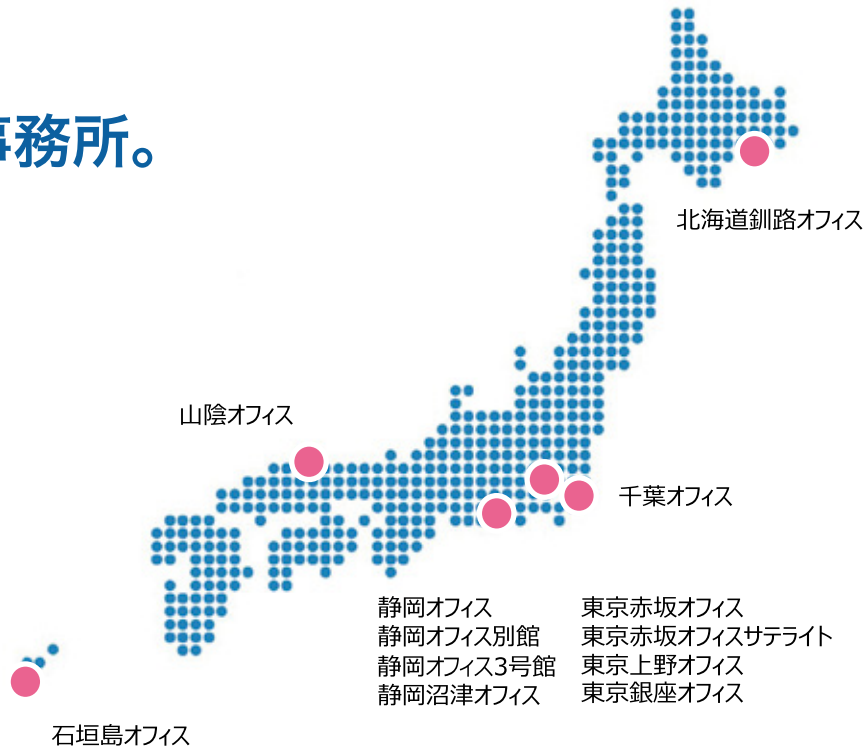 務所。
北海道釧路オフィス
山陰オフィス
千葉オフィス
静岡オフィス
静岡オフィス別館
静岡オフィス3号館
静岡沼津オフィス
東京赤坂オフィス
東京赤坂オフィスサテライト
東京上野オフィス
東京銀座オフィス
石垣島オフィス